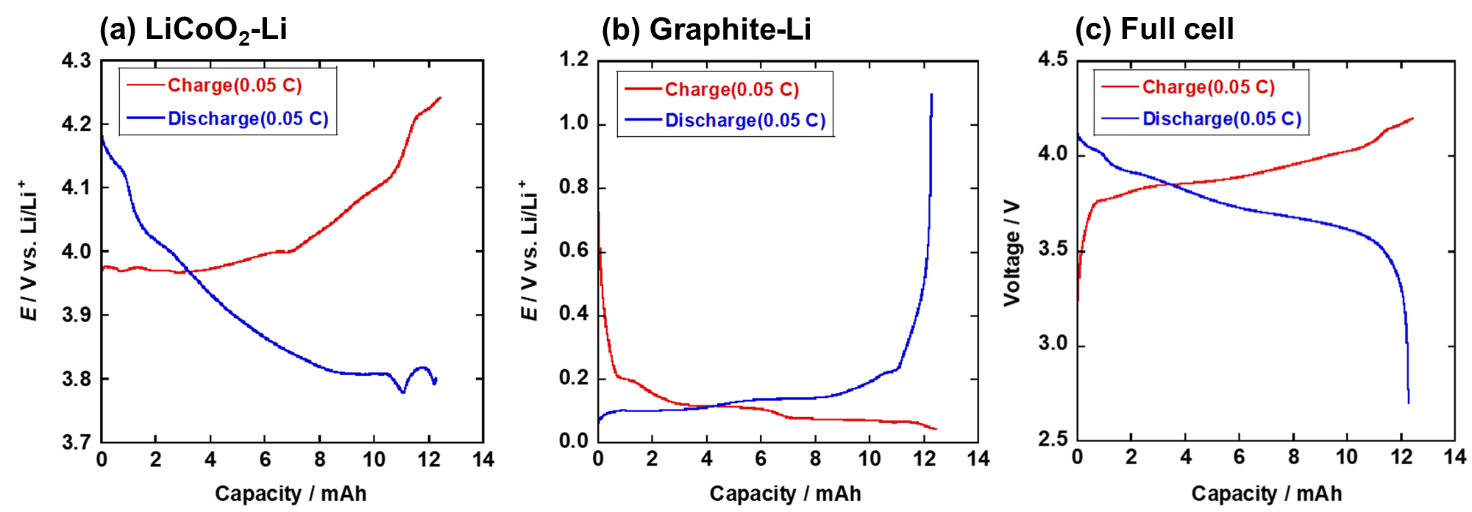 (a) LiCoO2-Li
4.3
4.2
4.1
4.0
3.9
3.8
3.7
E / V vs. Li/Li+
Charge(0.05 C)
Discharge(0.05 C)
0 2 4 6 8 10 12 14
Capacity / mAh
(b) Graphite-Li
1.2
1.0
0.8
0.6
0.4
0.2
0.0
E / V vs. Li/Li+
Charge(0.05 C)
Discharge(0.05 C)
0 2 4 6 8 10 12 14
Capacity / mAh
(c) Full cell
4.5
4.0
3.5
3.0
2.5
Voltage / V
Charge(0.05 C)
Discharge(0.05 C)
0 2 4 6 8 10 12 14
Capacity / mAh